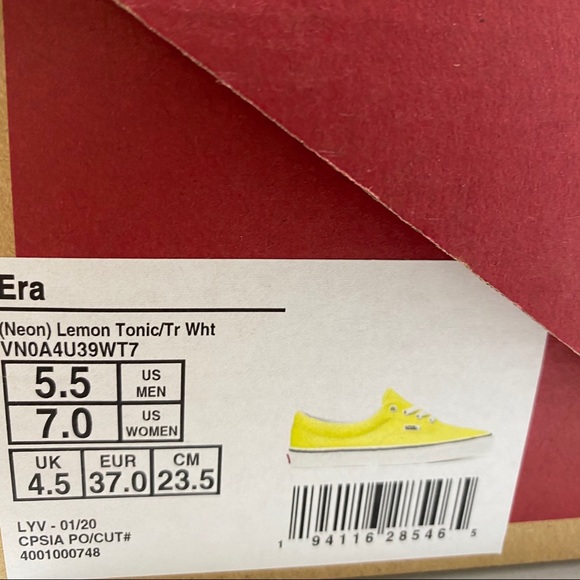 Era
(Neon) Lemon Tonic/Tr Wht
VN0A4U39WT7
5.5 US MEN
7.0 US WOMEN
UK EUR CM
4.5 37.0 23.5
LYV - 01/20
CPSIA PO/CUT#
4001000748
1 94116 28546 5